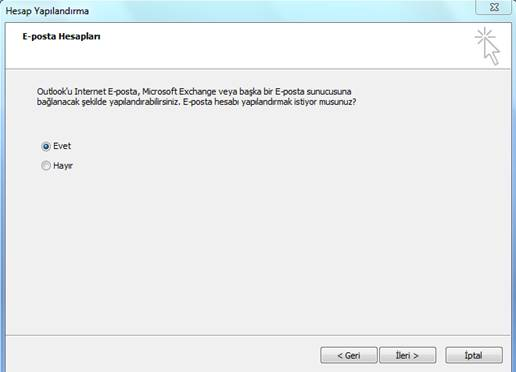 Hesap Yapılandırma
E-posta Hesapları
Outlook'u Internet E-posta, Microsoft Exchange veya başka bir E-posta sunucusuna
bağlanacak şekilde yapılandırabilirsiniz. E-posta hesabı yapılandırmak istiyor musunuz?
Evet
Hayır
< Geri İleri > İptal